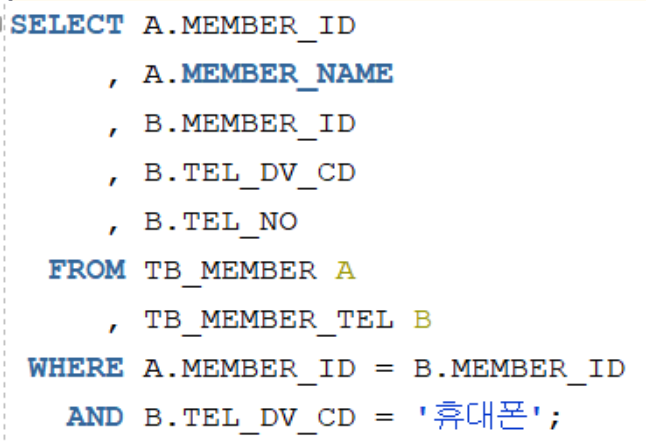 SELECT A.MEMBER_ID
, A.MEMBER_NAME
, B.MEMBER_ID
, B.TEL_DV_CD
, B.TEL_NO
FROM TB_MEMBER A
, TB_MEMBER_TEL B
WHERE A.MEMBER_ID = B.MEMBER_ID
AND B.TEL_DV_CD = '휴대폰';